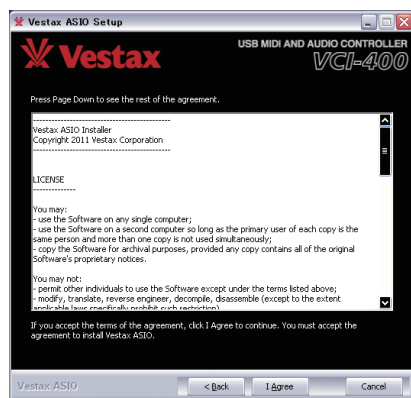 Vestax ASIO Setup
Vestax
USB MIDI AND AUDIO CONTROLLER
VCI-400
Press Page Down to see the rest of the agreement.
------------------------------------------------
Vestax ASIO Installer
Copyright 2011 Vestax Corporation
------------------------------------------------
LICENSE
---------------
You may:
- use the Software on any single computer;
- use the Software on a second computer so long as the primary user of each copy is the
same person and more than one copy is not used simultaneously;
- copy the Software for archival purposes, provided any copy contains all of the original
Software's proprietary notices.
You may not:
- permit other individuals to use the Software except under the terms listed above;
- modify, translate, reverse engineer, decompile, disassemble (except to the extent
applicable laws specifically prohibit such restriction)
If you accept the terms of the agreement, click I Agree to continue. You must accept the
agreement to install Vestax ASIO.
Vestax ASIO
< Back
I Agree
Cancel